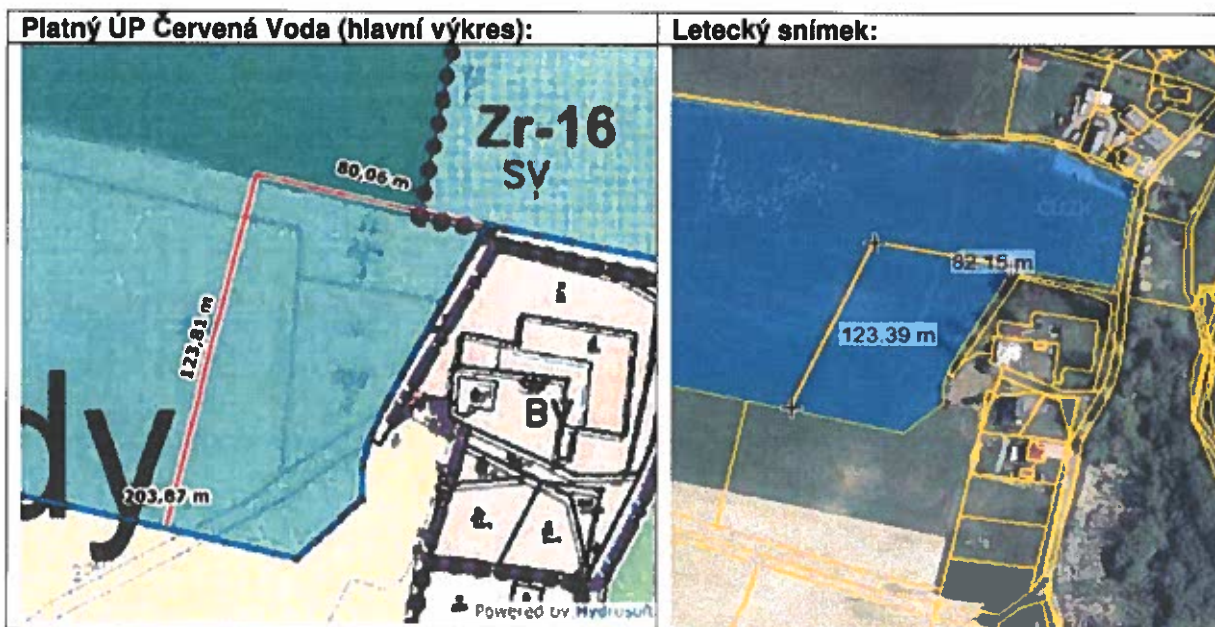 Platný ÚP Červená Voda (hlavní výkres):
Letecký snímek:
Zr-16
SV
80,06 m
123,81 m
203,67 m
dy
BV
Powered by Hydrosoft
82.15 m
123.39 m